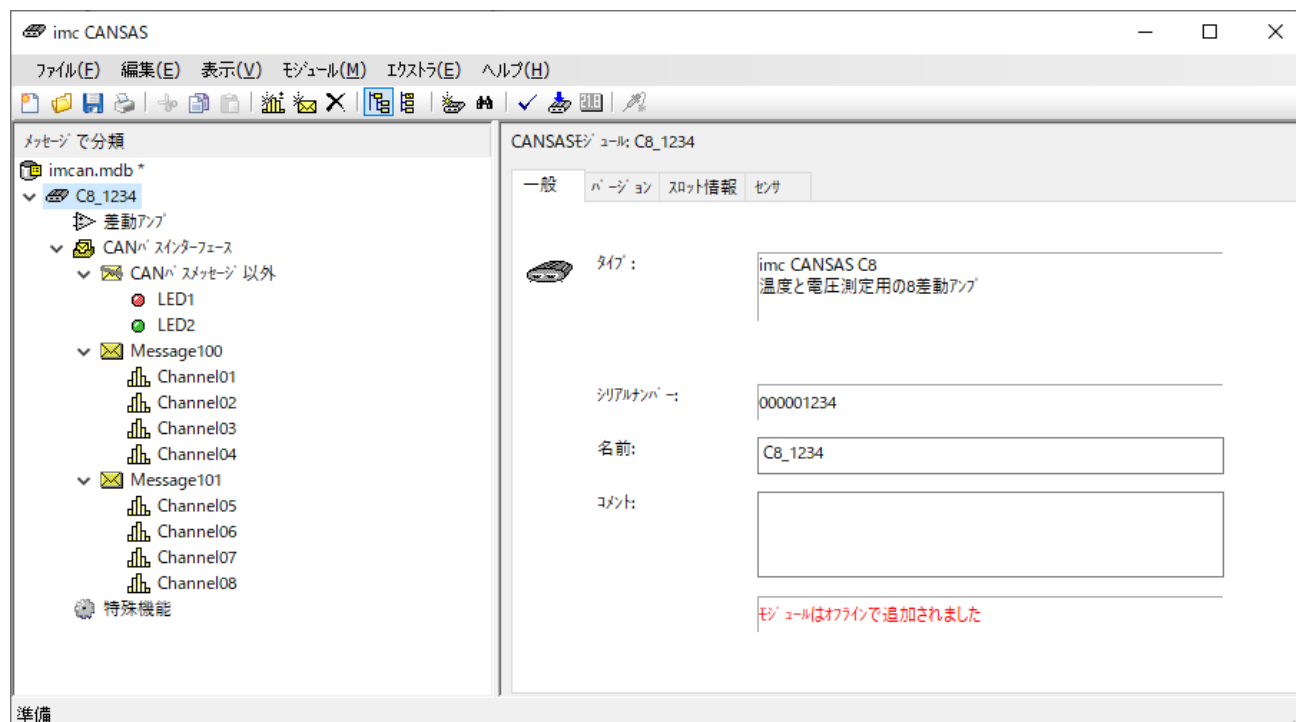 imc CANSAS
ファイル(F) 編集(E) 表示(V) モジュール(M) エクストラ(E) ヘルプ(H)
メッセージで分類
imcan.mdb *
C8_1234
差動アンプ
CANバスインターフェース
CANバスメッセージ以外
LED1
LED2
Message100
Channel01
Channel02
Channel03
Channel04
Message101
Channel05
Channel06
Channel07
Channel08
特殊機能
CANSASモジュール: C8_1234
一般 バージョン スロット情報 センサ
タイプ:
imc CANSAS C8
温度と電圧測定用の8差動アンプ
シリアルナンバー:
000001234
名前:
C8_1234
コメント:
モジュールはオフラインで追加されました
準備